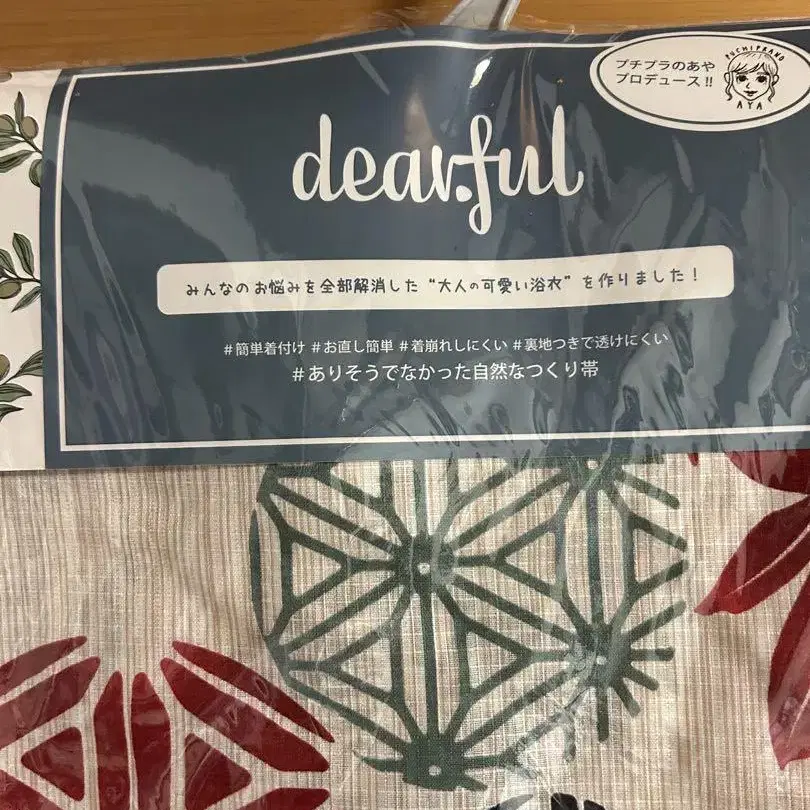 プチプラのあや
プロデュース!!
PUCHIPRANO
AYA
dear.ful
みんなのお悩みを全部解消した“大人の可愛い浴衣”を作りました！
#簡単着付け #お直し簡単 #着崩れしにくい #裏地つきで透けにくい
#ありそうでなかった自然なつくり帯